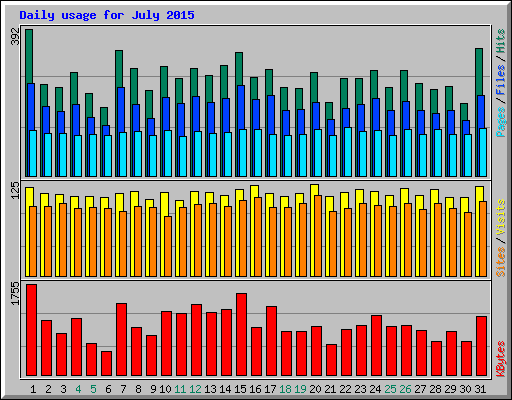 Daily usage for July 2015
392
Pages / Files / Hits
125
Sites / Visits
1755
KBytes
1 2 3 4 5 6 7 8 9 10 11 12 13 14 15 16 17 18 19 20 21 22 23 24 25 26 27 28 29 30 31